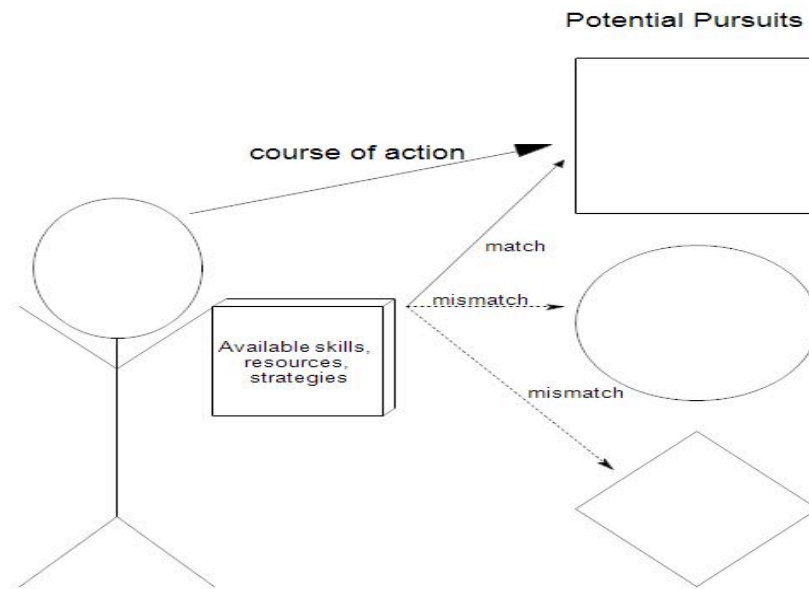 Potential Pursuits
course of action
match
mismatch
Available skills,
resources,
strategies
mismatch